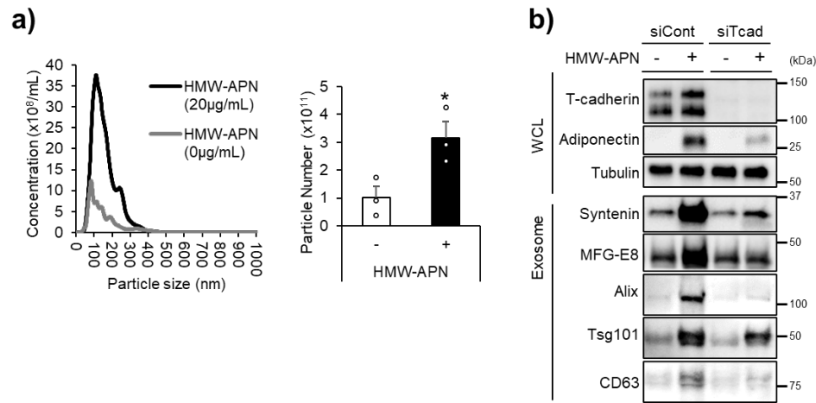 a)
Concentration (x10⁸/mL)
40
35
30
25
20
15
10
5
0
0
100
200
300
400
500
600
700
800
900
1000
Particle size (nm)
HMW-APN
(20µg/mL)
HMW-APN
(0µg/mL)
Particle Number (x10¹¹)
5
4
3
2
1
0
*
- +
HMW-APN
b)
siCont siTcad
HMW-APN - + - + (kDa)
WCL
T-cadherin
150
100
Adiponectin
25
Tubulin
50
Exosome
37
Syntenin
MFG-E8
50
Alix
100
Tsg101
50
CD63
75